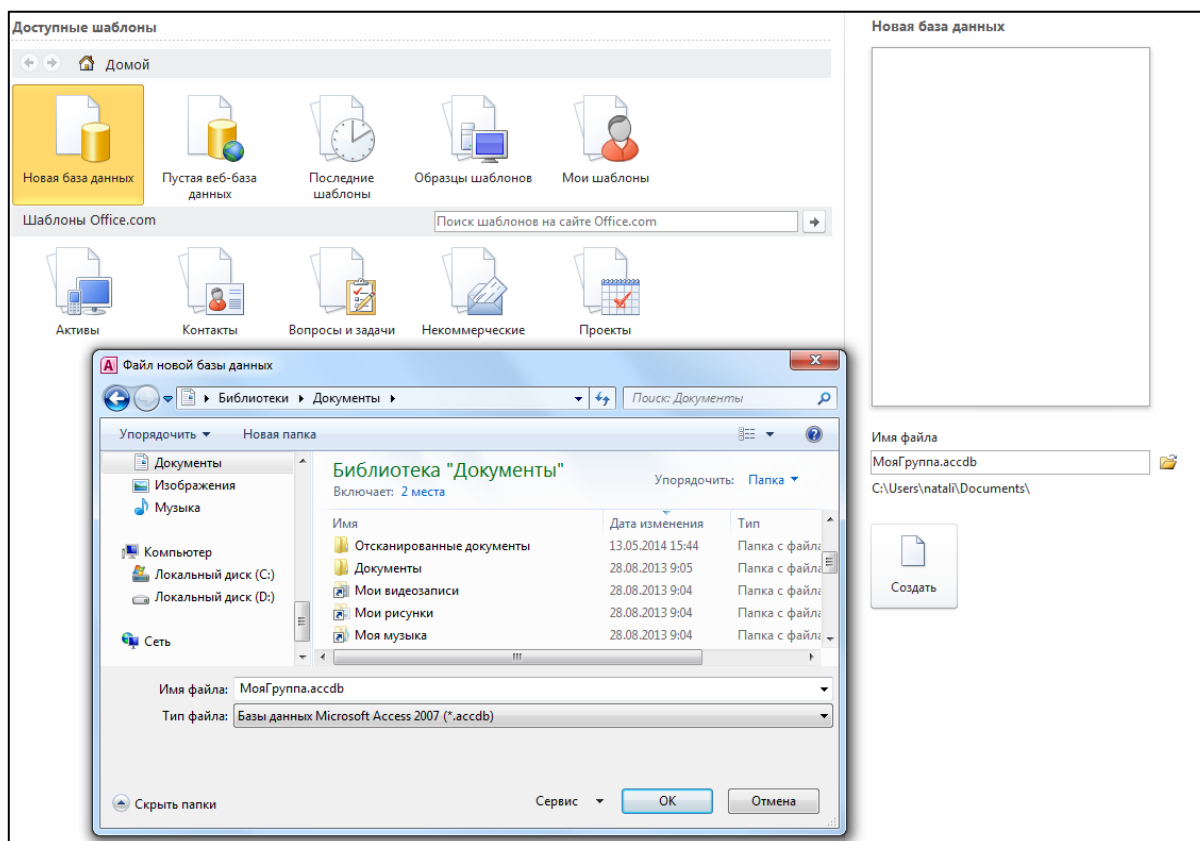 Доступные шаблоны
Домой
Новая база данных
Пустая веб-база
данных
Последние
шаблоны
Образцы шаблонов
Мои шаблоны
Шаблоны Office.com
Поиск шаблонов на сайте Office.com
Активы
Контакты
Вопросы и задачи
Некоммерческие
Проекты
Файл новой базы данных
Библиотеки
Документы
Поиск: Документы
Упорядочить
Новая папка
Документы
Изображения
Музыка
Компьютер
Локальный диск (C:)
Локальный диск (D:)
Сеть
Библиотека "Документы"
Включает: 2 места
Упорядочить: Папка
Имя Дата изменения Тип
Отсканированные документы 13.05.2014 15:44 Папка с файла
Документы 28.08.2013 9:05 Папка с файла
Мои видеозаписи 28.08.2013 9:04 Папка с файла
Мои рисунки 28.08.2013 9:04 Папка с файла
Моя музыка 28.08.2013 9:04 Папка с файла
Имя файла: МояГруппа.accdb
Тип файла: Базы данных Microsoft Access 2007 (*.accdb)
Скрыть папки
Сервис
OK
Отмена
Новая база данных
Имя файла
МояГруппа.accdb
C:\Users\natali\Documents\
Создать